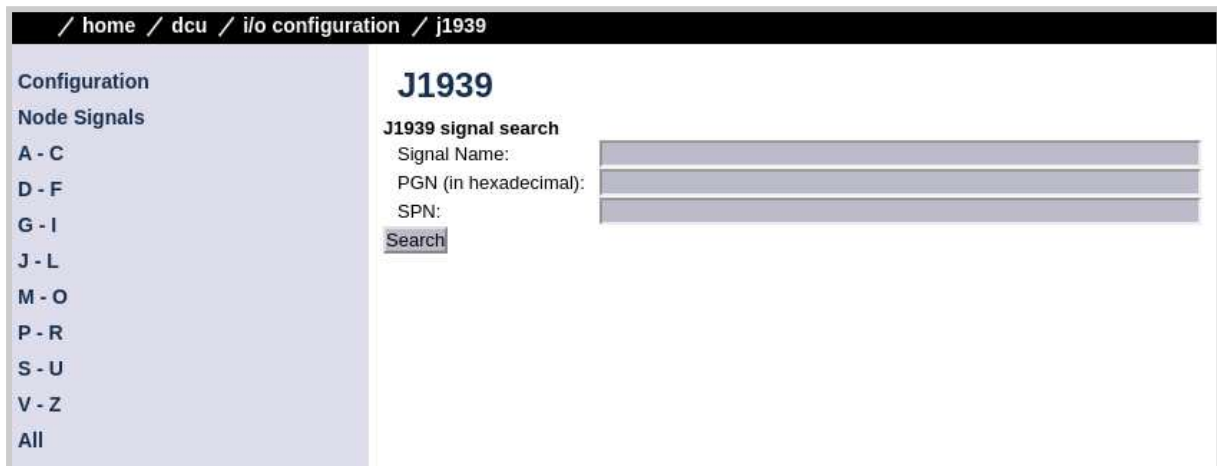 / home / dcu / i/o configuration / j1939
Configuration
Node Signals
A - C
D - F
G - I
J - L
M - O
P - R
S - U
V - Z
All
J1939
J1939 signal search
Signal Name:
PGN (in hexadecimal):
SPN:
Search